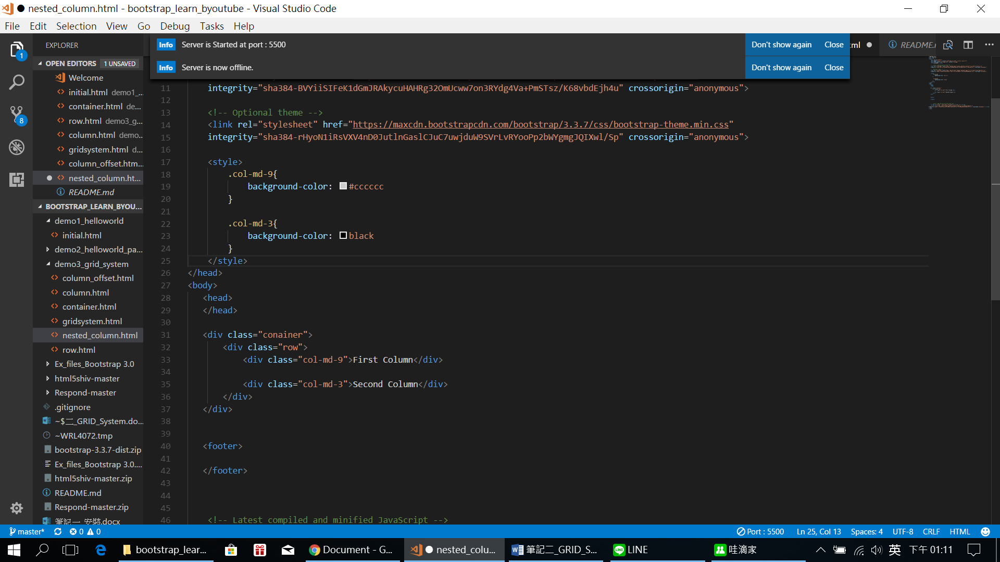 ● nested_column.html - bootstrap_learn_byoutube - Visual Studio Code
File Edit Selection View Go Debug Tasks Help
EXPLORER
OPEN EDITORS 1 UNSAVED
Welcome
initial.html demo1_...
container.html de...
row.html demo3_g...
column.html demo...
gridsystem.html d...
column_offset.htm...
nested_column.ht...
README.md
BOOTSTRAP_LEARN_BYOU...
demo1_helloworld
initial.html
demo2_helloworld_pa...
demo3_grid_system
column_offset.html
column.html
container.html
gridsystem.html
nested_column.html
row.html
Ex_files_Bootstrap 3.0
html5shiv-master
Respond-master
.gitignore
~$二_GRID_System.do...
~WRL4072.tmp
bootstrap-3.3.7-dist.zip
Ex_files_Bootstrap 3.0....
html5shiv-master.zip
README.md
Respond-master.zip
筆記一_安裝.docx
1
8
Info Server is Started at port : 5500 Don't show again Close
Info Server is now offline. Don't show again Close
ml ● README.
11 integrity="sha384-BVYiiSIFeK1dGmJRAkycuHAHRg32OmUcww7on3RYdg4Va+PmSTsz/K68vbdEjh4u" crossorigin="anonymous">
12
13 <!-- Optional theme -->
14 <link rel="stylesheet" href="https://maxcdn.bootstrapcdn.com/bootstrap/3.3.7/css/bootstrap-theme.min.css"
15 integrity="sha384-rHyoN1iRsVXV4nD0JutlnGaslCJuC7uwjduW9SVrLvRYooPp2bWYgmgJQIXwl/Sp" crossorigin="anonymous">
16
17 <style>
18 .col-md-9{
19 background-color: #cccccc
20 }
21
22 .col-md-3{
23 background-color: black
24 }
25 </style>
26 </head>
27 <body>
28 <head>
29 </head>
30
31 <div class="conainer">
32 <div class="row">
33 <div class="col-md-9">First Column</div>
34
35 <div class="col-md-3">Second Column</div>
36 </div>
37 </div>
38
39
40 <footer>
41
42 </footer>
43
44
45
46 <!-- Latest compiled and minified JavaScript -->
master* 0 0 Port : 5500 Ln 25, Col 13 Spaces: 4 UTF-8 CRLF HTML
bootstrap_lear... Document - G... ● nested_colu... 筆記二_GRID_S... LINE 哇滴家 英 下午 01:11